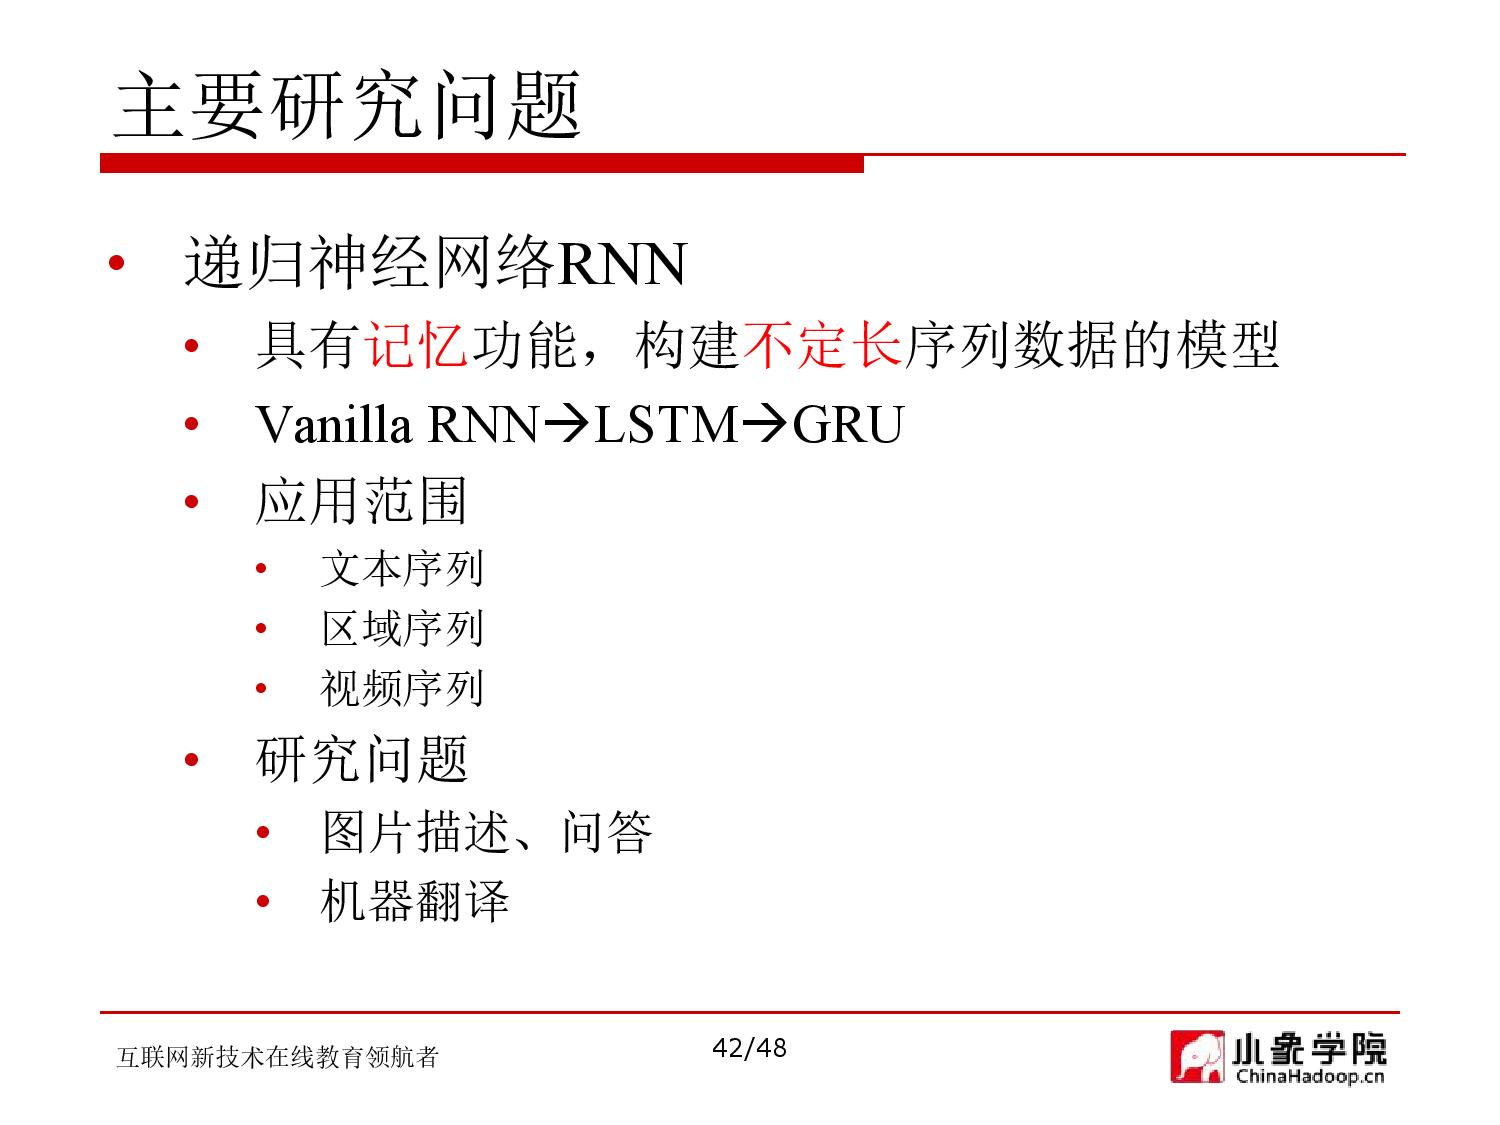 主要研究问题
• 递归神经网络RNN
• 具有记忆功能，构建不定长序列数据的模型
• Vanilla RNN→LSTM→GRU
• 应用范围
• 文本序列
• 区域序列
• 视频序列
• 研究问题
• 图片描述、问答
• 机器翻译
互联网新技术在线教育领航者
42/48
小象学院
ChinaHadoop.cn